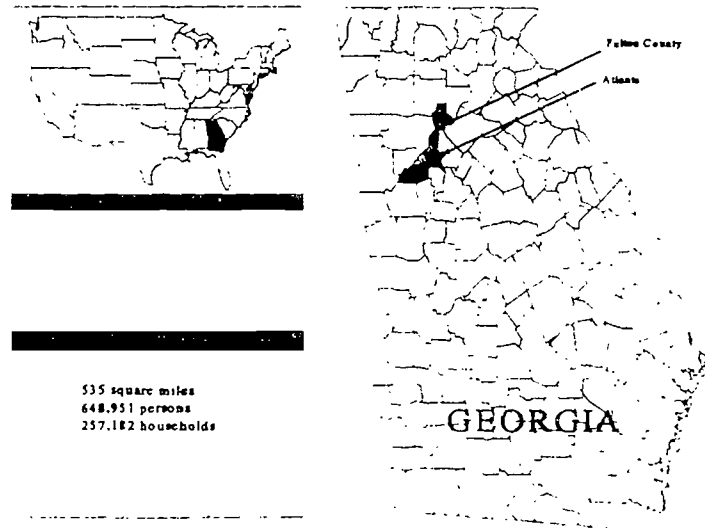 Fulton County
Atlanta
535 square miles
648,951 persons
257,182 households
GEORGIA